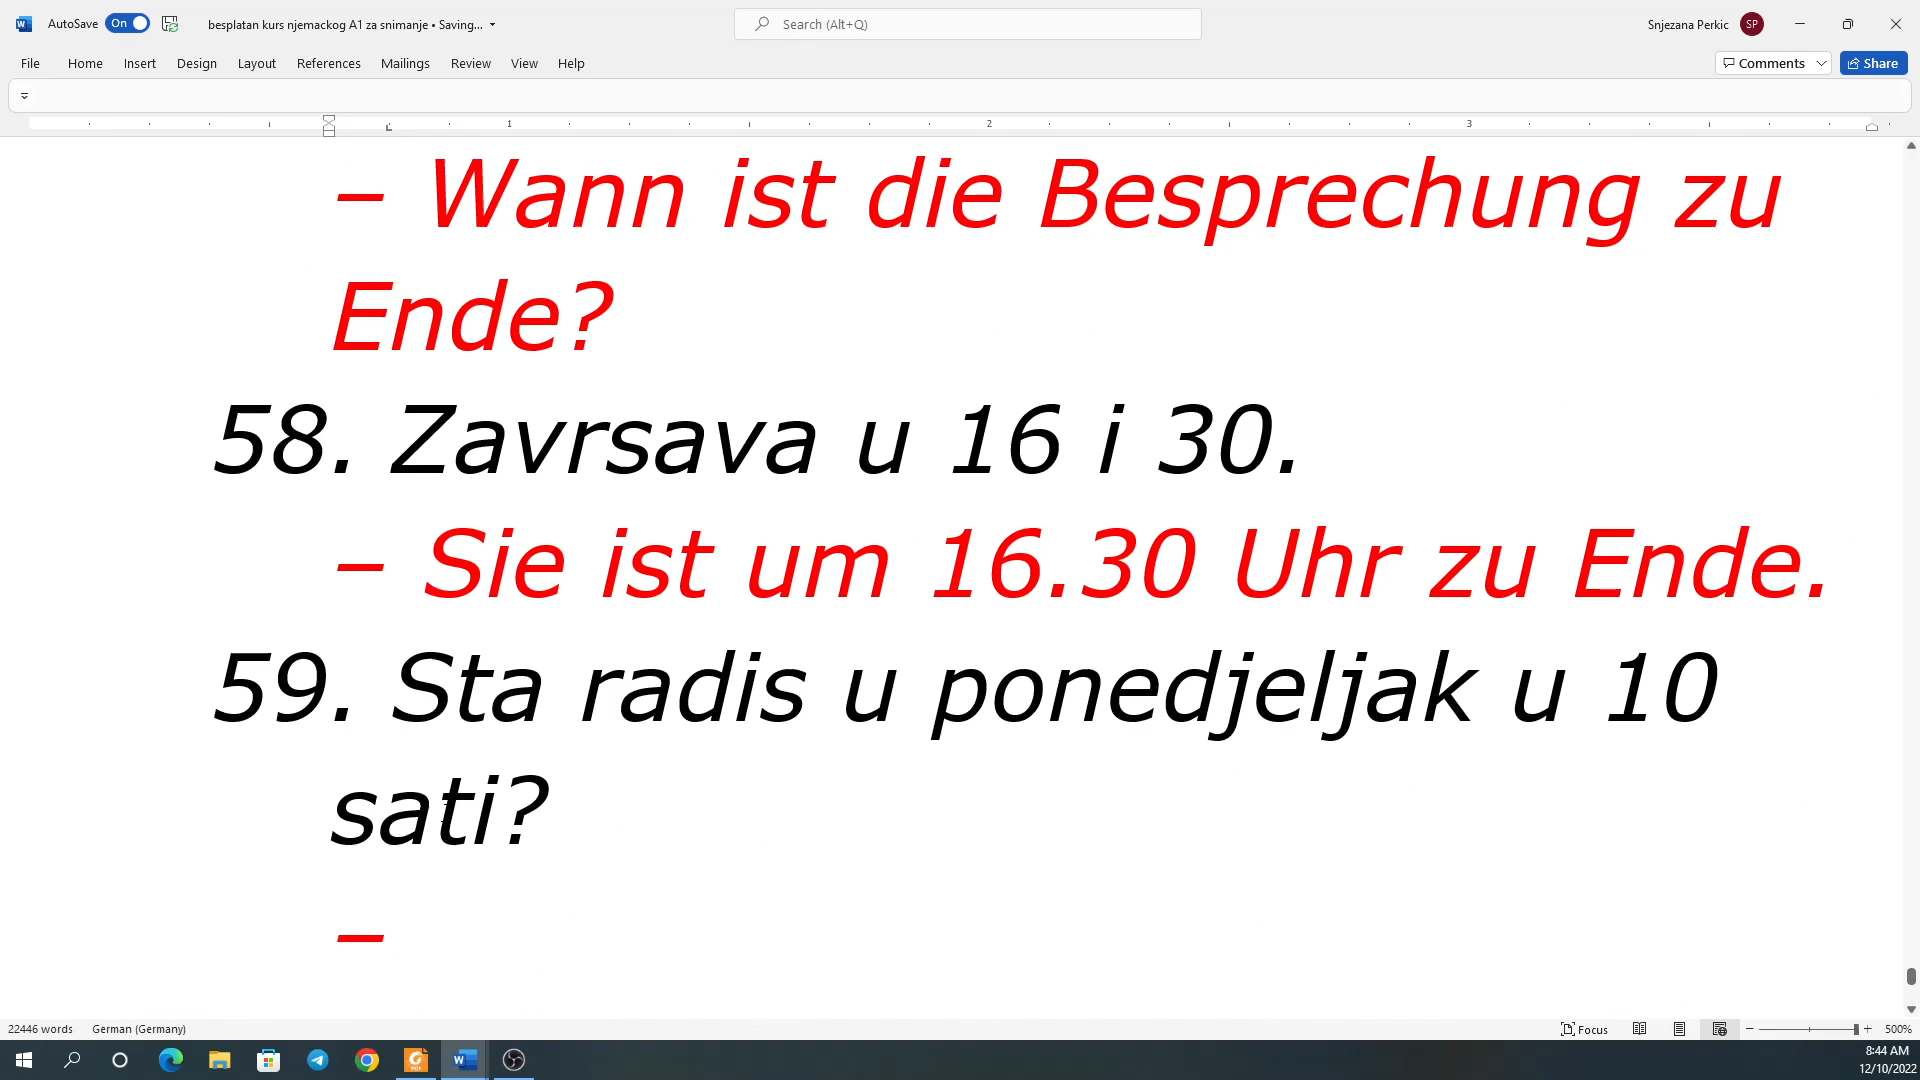 AutoSave On besplatan kurs njemackog A1 za snimanje • Saving... Search (Alt+Q) Snjezana Perkic SP
File Home Insert Design Layout References Mailings Review View Help Comments Share
1 2 3
– Wann ist die Besprechung zu
Ende?
58. Zavrsava u 16 i 30.
– Sie ist um 16.30 Uhr zu Ende.
59. Sta radis u ponedjeljak u 10
sati?
–
22446 words German (Germany) Focus 500%
8:44 AM
12/10/2022